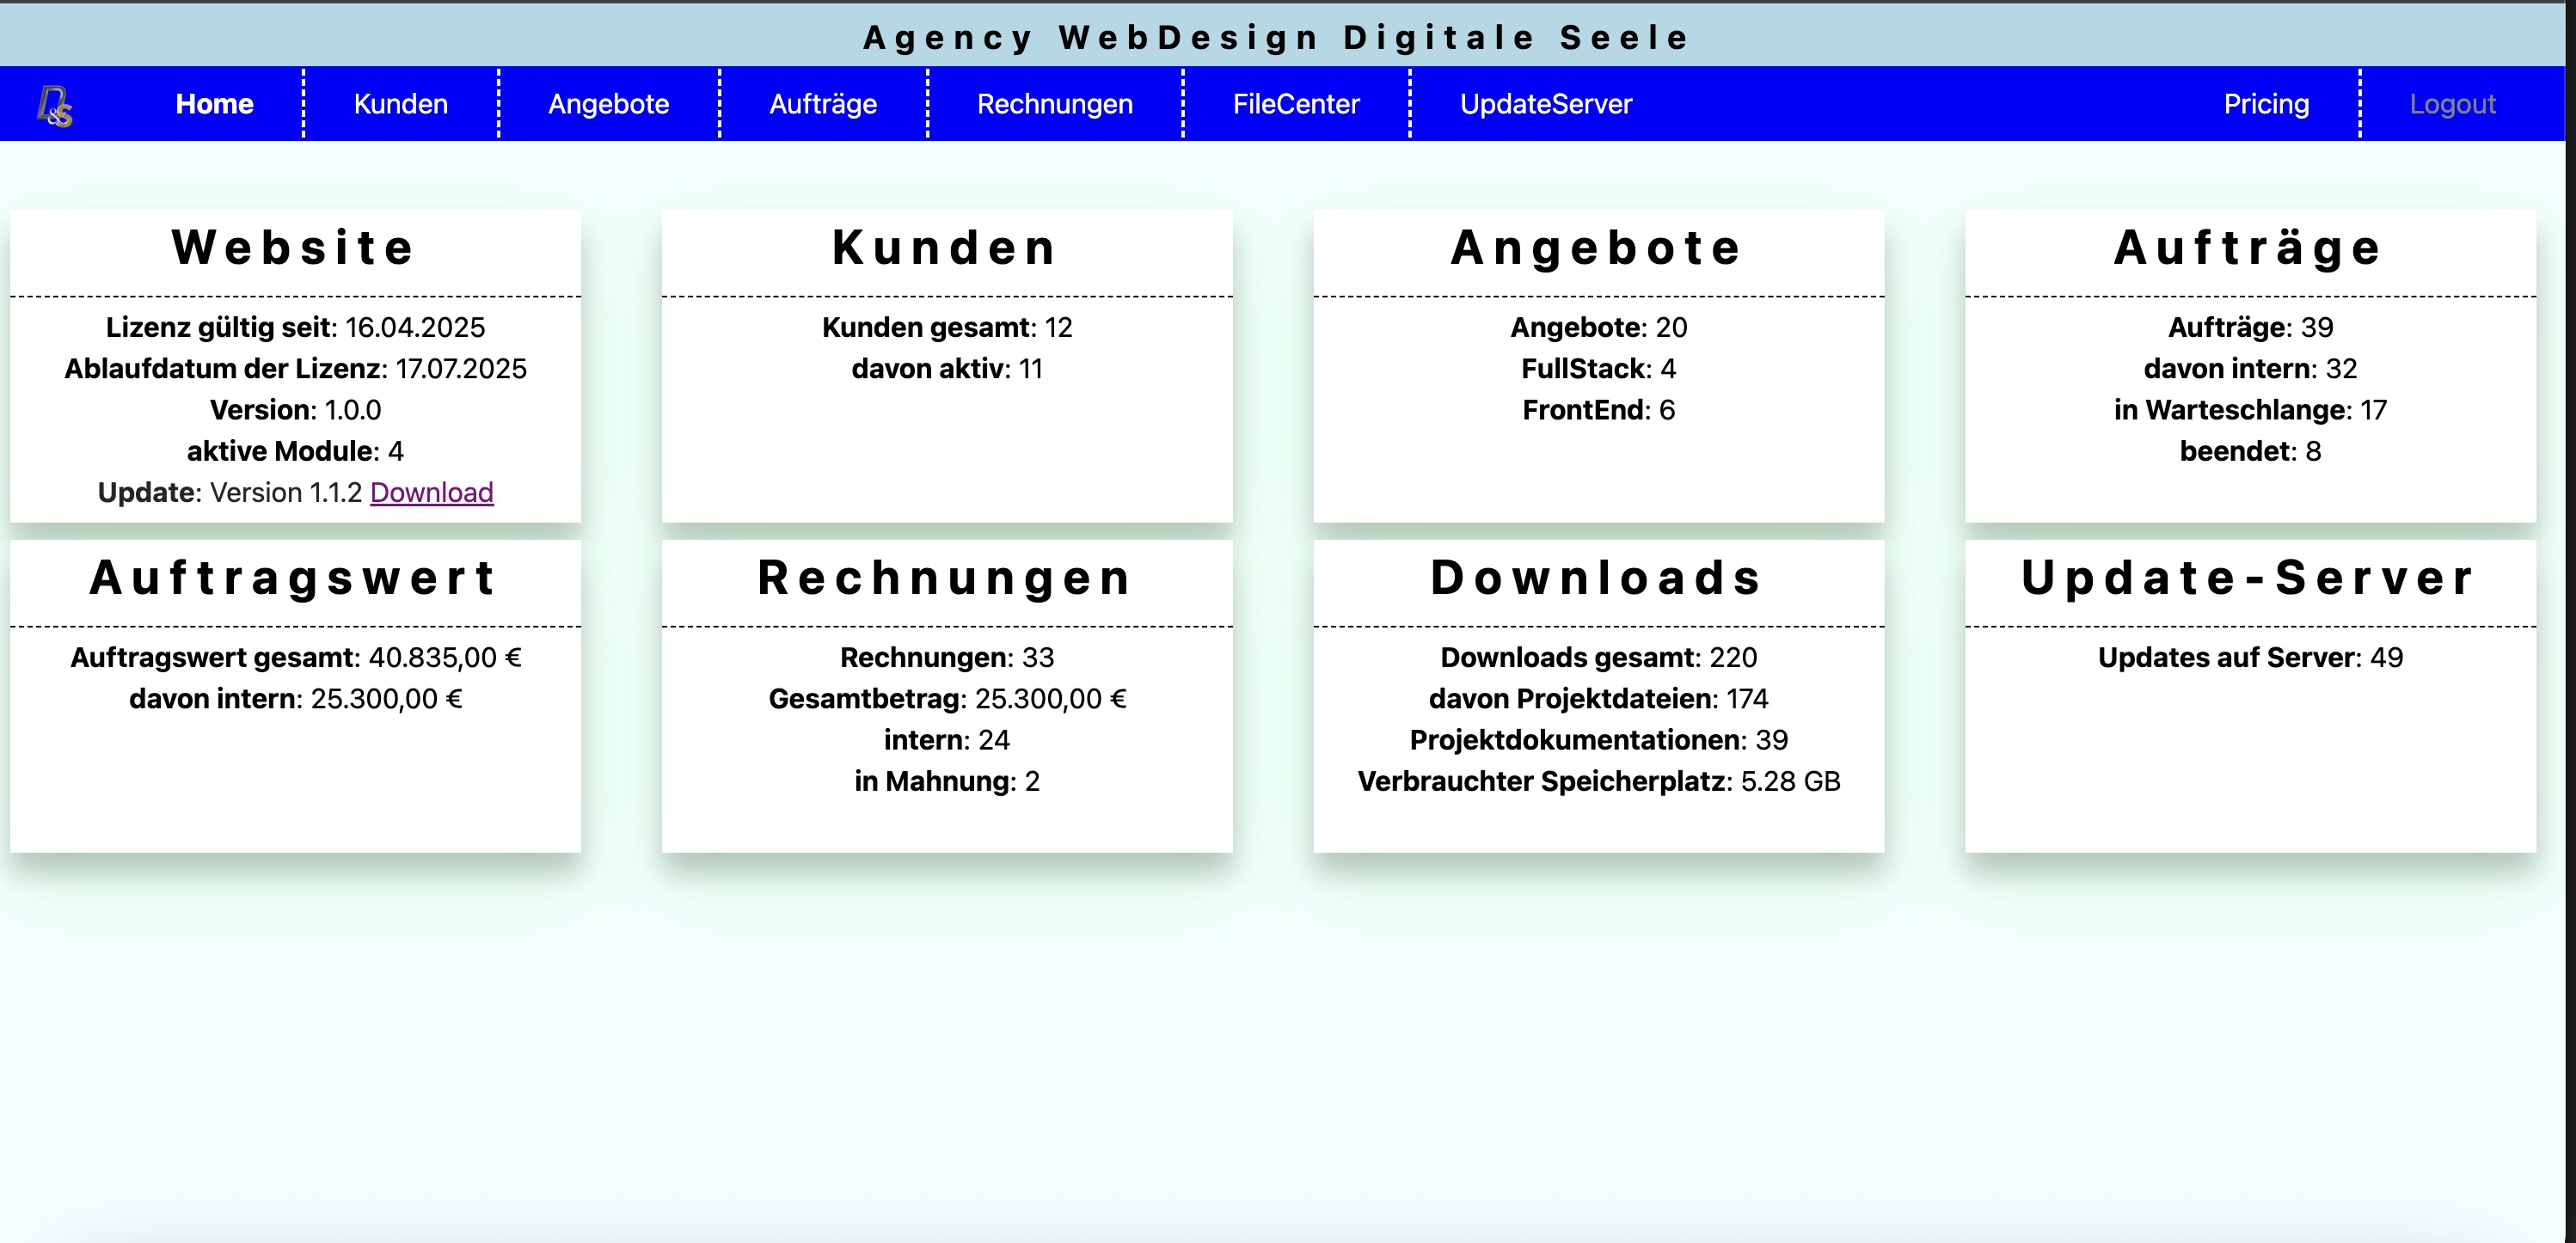 Agency WebDesign Digitale Seele
D&S Home Kunden Angebote Aufträge Rechnungen FileCenter UpdateServer Pricing Logout
Website
Lizenz gültig seit: 16.04.2025
Ablaufdatum der Lizenz: 17.07.2025
Version: 1.0.0
aktive Module: 4
Update: Version 1.1.2 Download
Kunden
Kunden gesamt: 12
davon aktiv: 11
Angebote
Angebote: 20
FullStack: 4
FrontEnd: 6
Aufträge
Aufträge: 39
davon intern: 32
in Warteschlange: 17
beendet: 8
Auftragswert
Auftragswert gesamt: 40.835,00 €
davon intern: 25.300,00 €
Rechnungen
Rechnungen: 33
Gesamtbetrag: 25.300,00 €
intern: 24
in Mahnung: 2
Downloads
Downloads gesamt: 220
davon Projektdateien: 174
Projektdokumentationen: 39
Verbrauchter Speicherplatz: 5.28 GB
Update-Server
Updates auf Server: 49